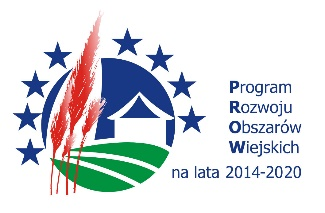 Program
Rozwoju
Obszarów
Wiejskich
na lata 2014-2020